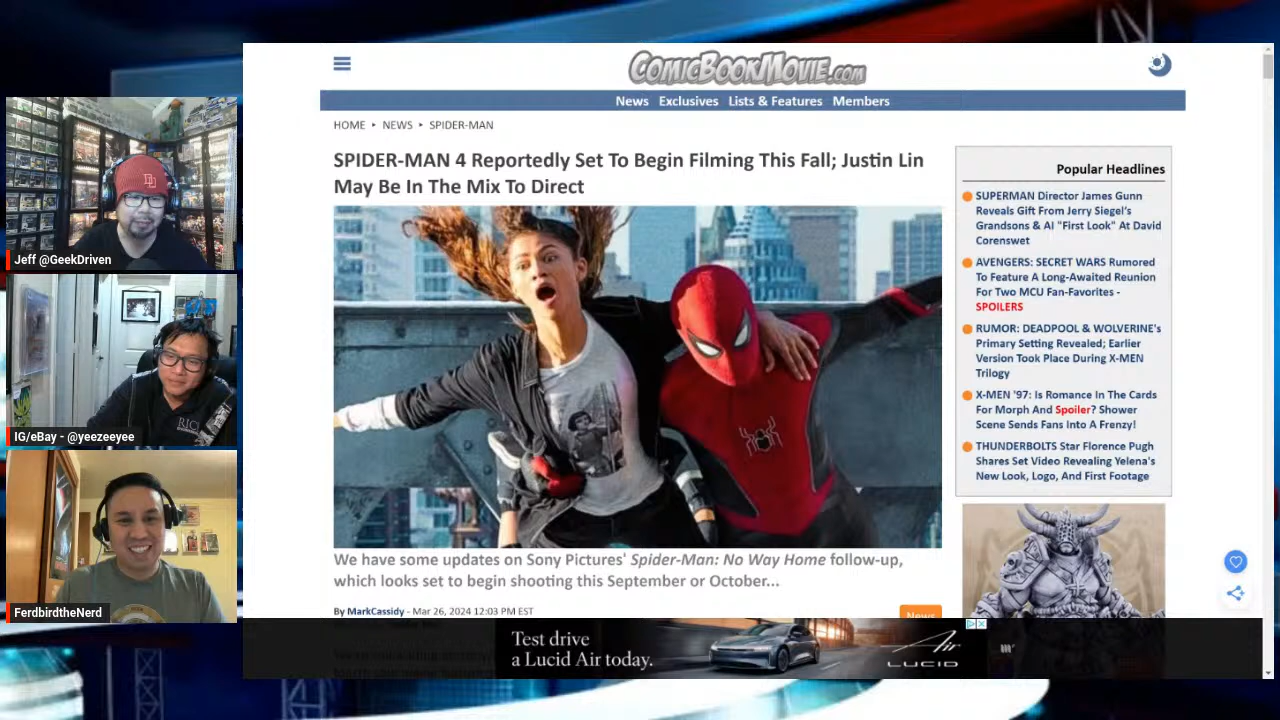 COMICBOOKMOVIE.COM
News Exclusives Lists & Features Members
HOME ▸ NEWS ▸ SPIDER-MAN
SPIDER-MAN 4 Reportedly Set To Begin Filming This Fall; Justin Lin
May Be In The Mix To Direct
We have some updates on Sony Pictures' Spider-Man: No Way Home follow-up,
which looks set to begin shooting this September or October...
By MarkCassidy - Mar 26, 2024 12:03 PM EST
News
Popular Headlines
SUPERMAN Director James Gunn
Reveals Gift From Jerry Siegel's
Grandsons & AI "First Look" At David
Corenswet
AVENGERS: SECRET WARS Rumored
To Feature A Long-Awaited Reunion
For Two MCU Fan-Favorites -
SPOILERS
RUMOR: DEADPOOL & WOLVERINE's
Primary Setting Revealed; Earlier
Version Took Place During X-MEN
Trilogy
X-MEN '97: Is Romance In The Cards
For Morph And Spoiler? Shower
Scene Sends Fans Into A Frenzy!
THUNDERBOLTS Star Florence Pugh
Shares Set Video Revealing Yelena's
New Look, Logo, And First Footage
Jeff @GeekDriven
IG/eBay - @yeezeeyee
FerdbirdtheNerd
Test drive
a Lucid Air today.
Air
LUCID